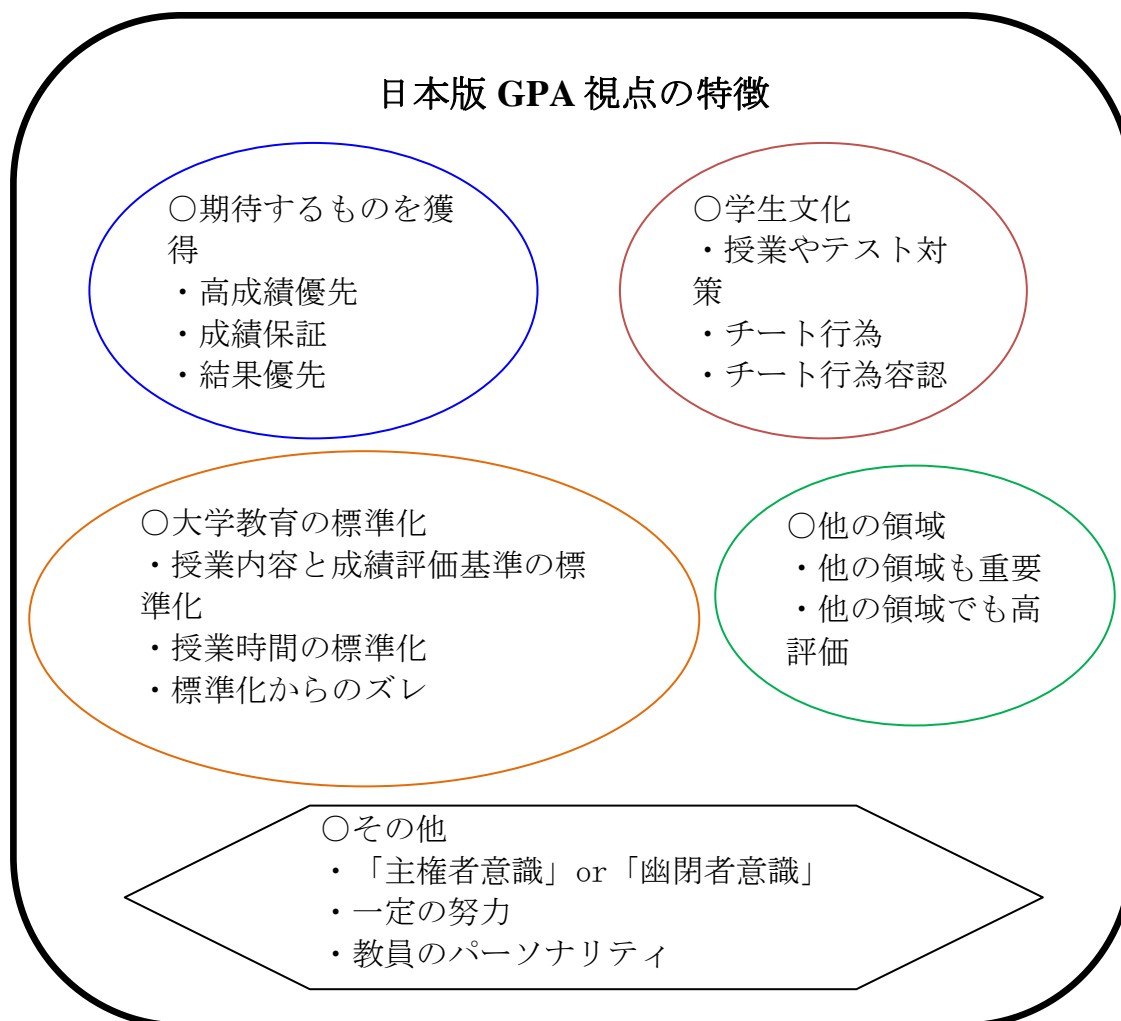 日本版 GPA 視点の特徴
〇期待するものを獲
得
・高成績優先
・成績保証
・結果優先
〇学生文化
・授業やテスト対
策
・チート行為
・チート行為容認
〇大学教育の標準化
・授業内容と成績評価基準の標
準化
・授業時間の標準化
・標準化からのズレ
〇他の領域
・他の領域も重要
・他の領域でも高
評価
〇その他
・「主権者意識」or「幽閉者意識」
・一定の努力
・教員のパーソナリティ